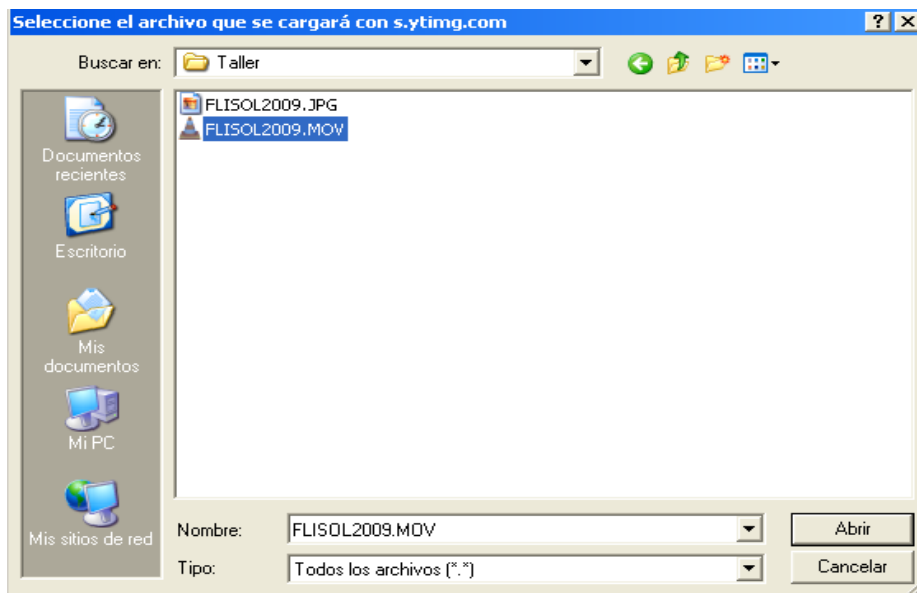 Seleccione el archivo que se cargará con s.ytimg.com
Buscar en:
Taller
FLISOL2009.JPG
FLISOL2009.MOV
Documentos
recientes
Escritorio
Mis
documentos
Mi PC
Mis sitios de red
Nombre:
FLISOL2009.MOV
Abrir
Tipo:
Todos los archivos (*.*)
Cancelar